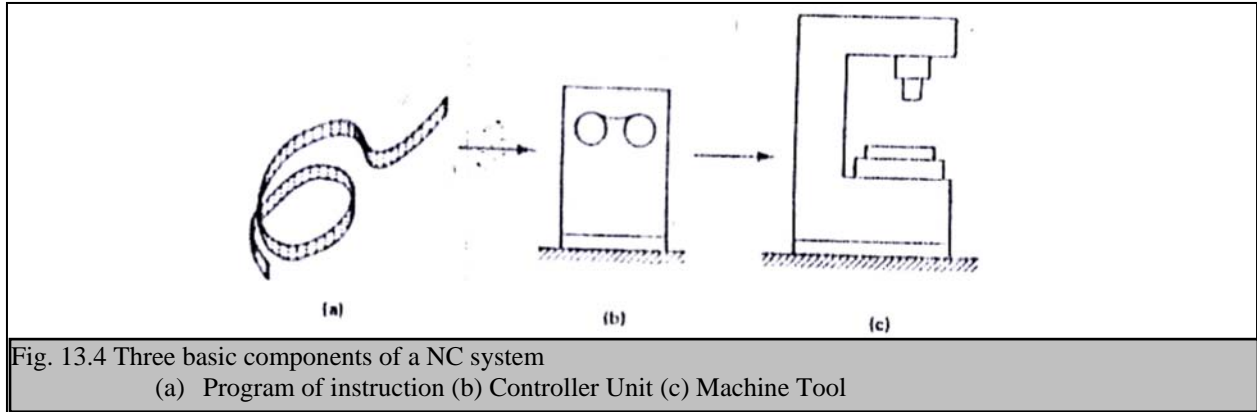 (a)
(b)
(c)
Fig. 13.4 Three basic components of a NC system
(a) Program of instruction (b) Controller Unit (c) Machine Tool